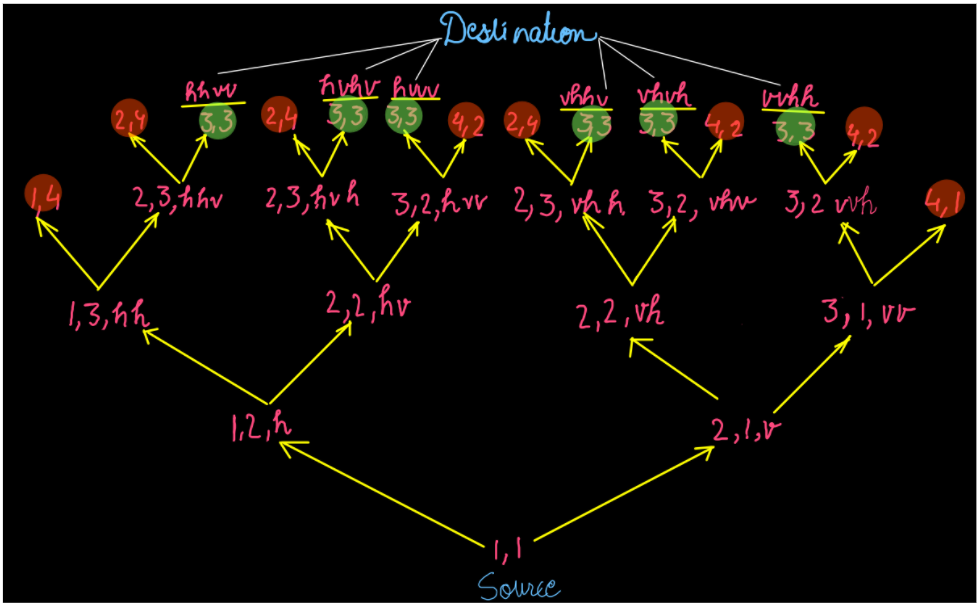 Destination
hhvv hvhv vhhv vhvh vvhh
2,4 3,3 2,4 3,3 3,3 4,2 2,4 3,3 3,3 4,2 3,3 4,2
1,4 2,3,hhv 2,3,hvh 3,2,hvv 2,3,vhh 3,2,vhv 3,2 vvh 4,1
1,3,hh 2,2,hv 2,2,vh 3,1,vv
1,2,h 2,1,v
1,1
Source